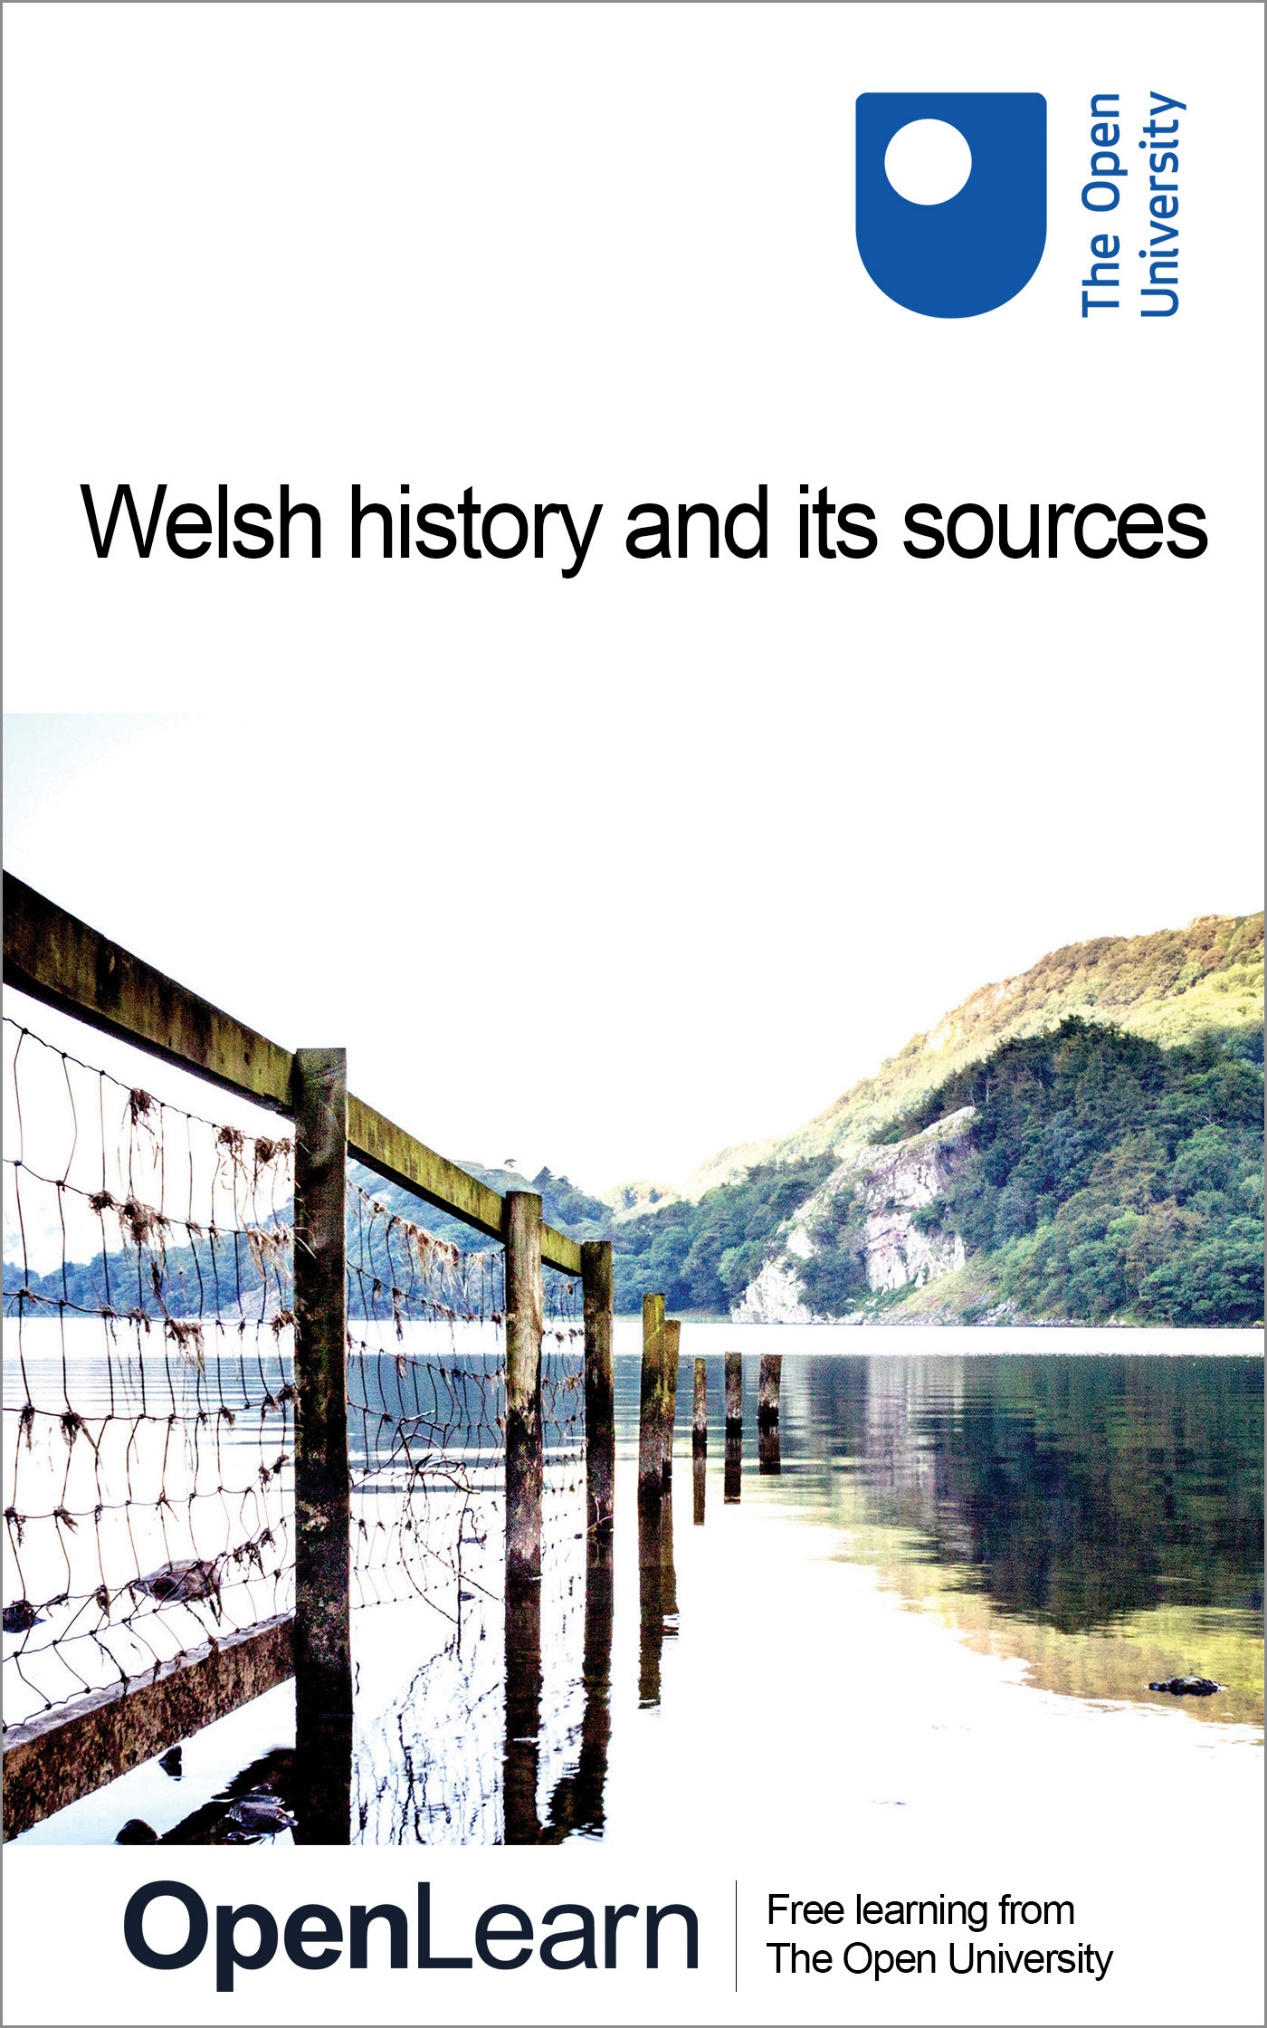 The Open
University
Welsh history and its sources
OpenLearn
Free learning from
The Open University